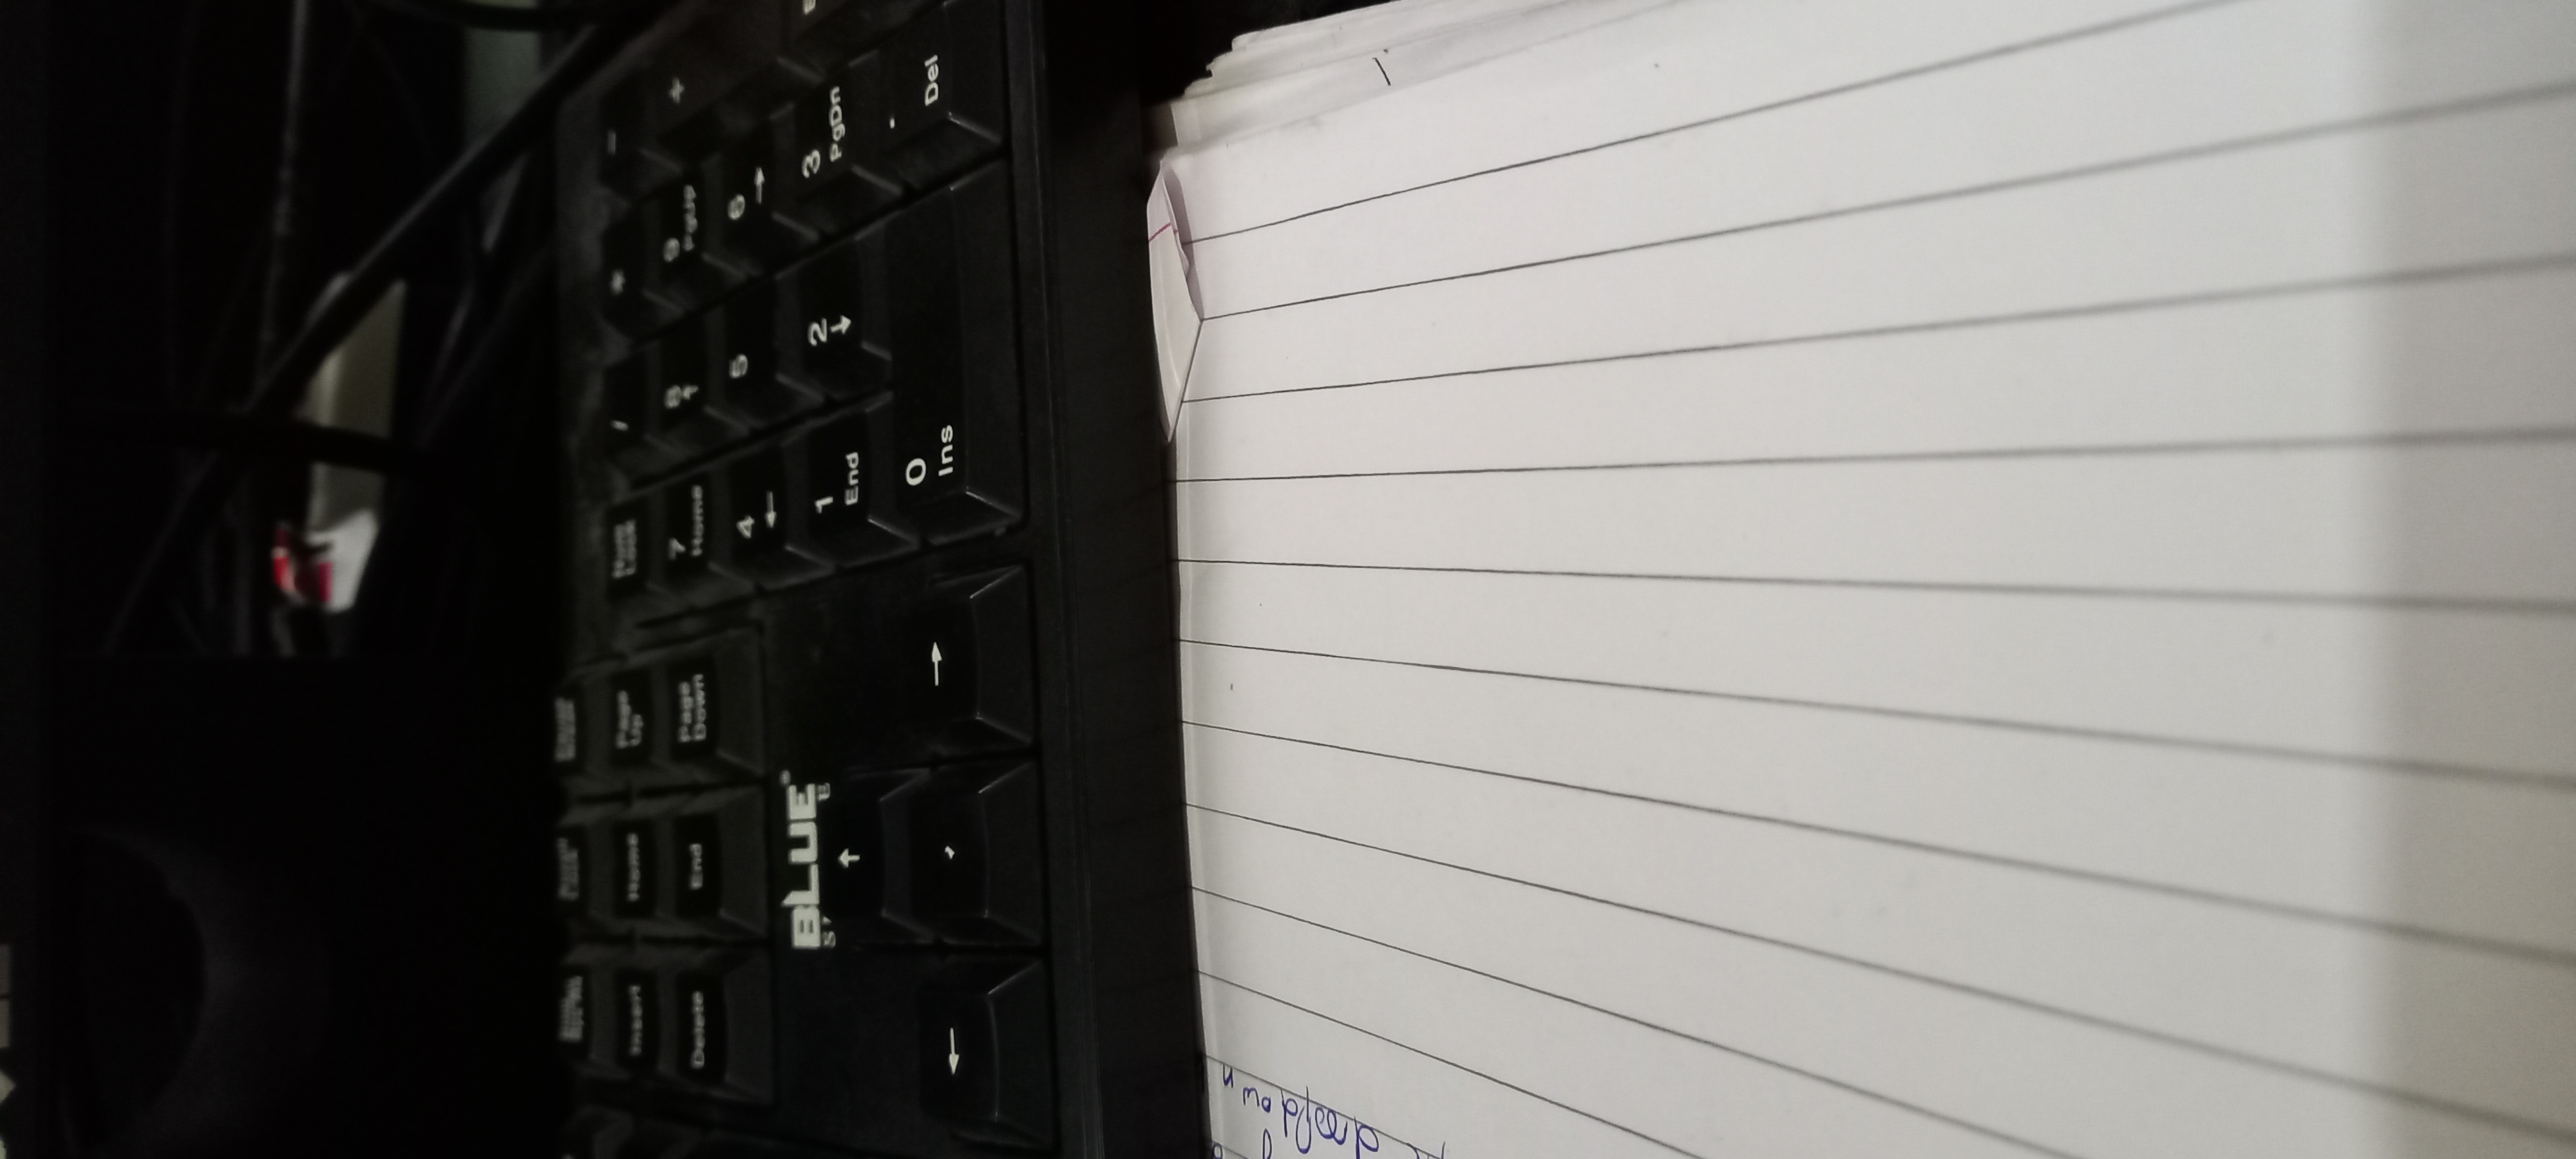 Insert Home Page Up Num Lock / * -
Delete End Page Down 7 Home 8 ↑ 9 PgUp +
4 ← 5 6 →
BLUE
↑ 1 End 2 ↓ 3 PgDn
← → 0 Ins . Del
dropdown